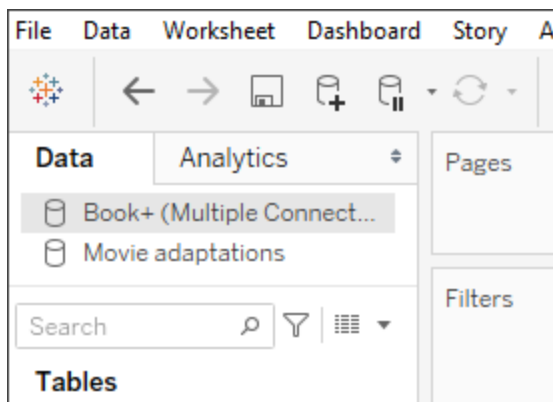 File Data Worksheet Dashboard Story
Data Analytics
Pages
Book+ (Multiple Connect...
Movie adaptations
Filters
Search
Tables